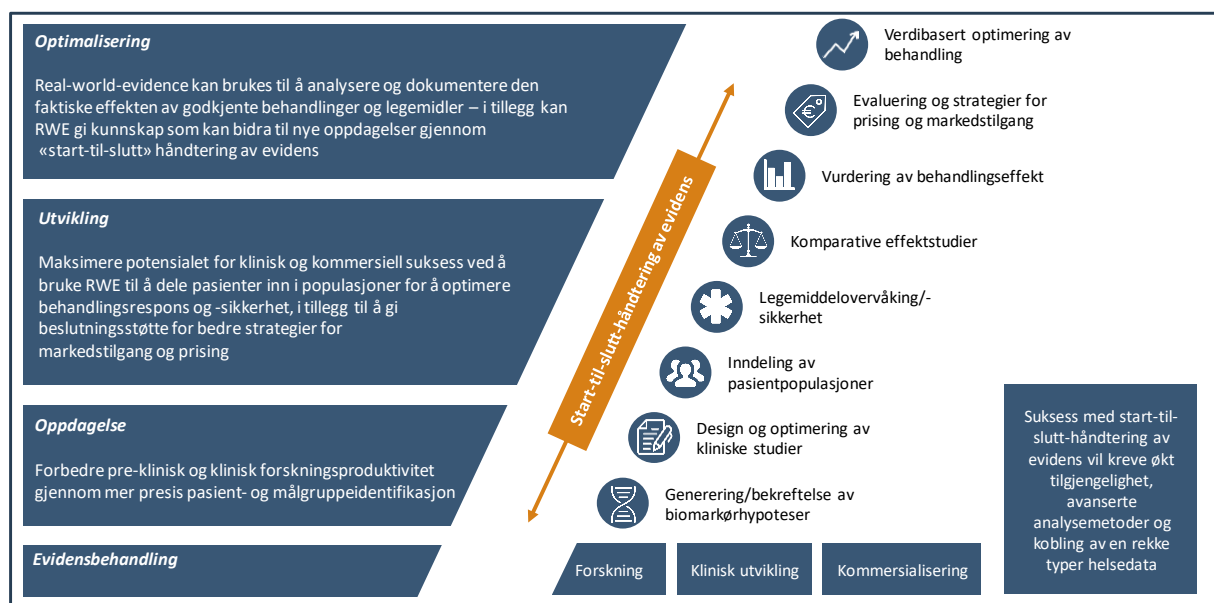 Optimalisering
Real-world-evidence kan brukes til å analysere og dokumentere den
faktiske effekten av godkjente behandlinger og legemidler – i tillegg kan
RWE gi kunnskap som kan bidra til nye oppdagelser gjennom
«start-til-slutt» håndtering av evidens
Utvikling
Maksimere potensialet for klinisk og kommersiell suksess ved å
bruke RWE til å dele pasienter inn i populasjoner for å optimere
behandlingsrespons og -sikkerhet, i tillegg til å gi
beslutningsstøtte for bedre strategier for
markedstilgang og prising
Oppdagelse
Forbedre pre-klinisk og klinisk forskningsproduktivitet
gjennom mer presis pasient- og målgruppeidentifikasjon
Evidensbehandling
Start-til-slutt-håndtering av evidens
Verdibasert optimering av
behandling
Evaluering og strategier for
prising og markedstilgang
Vurdering av behandlingseffekt
Komparative effektstudier
Legemiddelovervåking/-
sikkerhet
Inndeling av
pasientpopulasjoner
Design og optimering av
kliniske studier
Generering/bekreftelse av
biomarkørhypoteser
Forskning
Klinisk utvikling
Kommersialisering
Suksess med start-til-
slutt-håndtering av
evidens vil kreve økt
tilgjengelighet,
avanserte
analysemetoder og
kobling av en rekke
typer helsedata